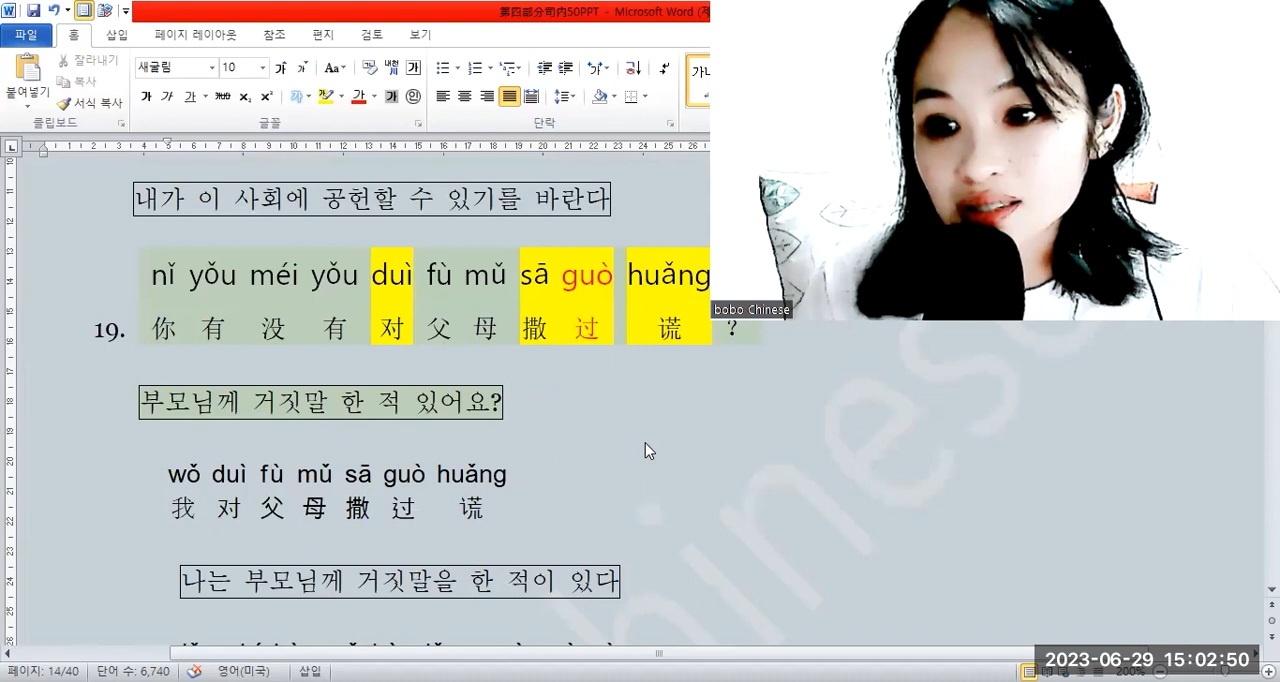 第四部分司内50PPT - Microsoft Word (제
파일 홈 삽입 페이지 레이아웃 참조 편지 검토 보기
잘라내기
복사
서식 복사
붙여넣기
클립보드
새굴림 10
글꼴
단락
내가 이 사회에 공헌할 수 있기를 바란다
nǐ yǒu méi yǒu duì fù mǔ sā guò huǎng
19. 你 有 没 有 对 父 母 撒 过 谎 ?
부모님께 거짓말 한 적 있어요?
wǒ duì fù mǔ sā guò huǎng
我 对 父 母 撒 过 谎
나는 부모님께 거짓말을 한 적이 있다
bobo Chinese
hinese
페이지: 14/40 단어 수: 6,740 영어(미국) 삽입 200%
2023-06-29 15:02:50